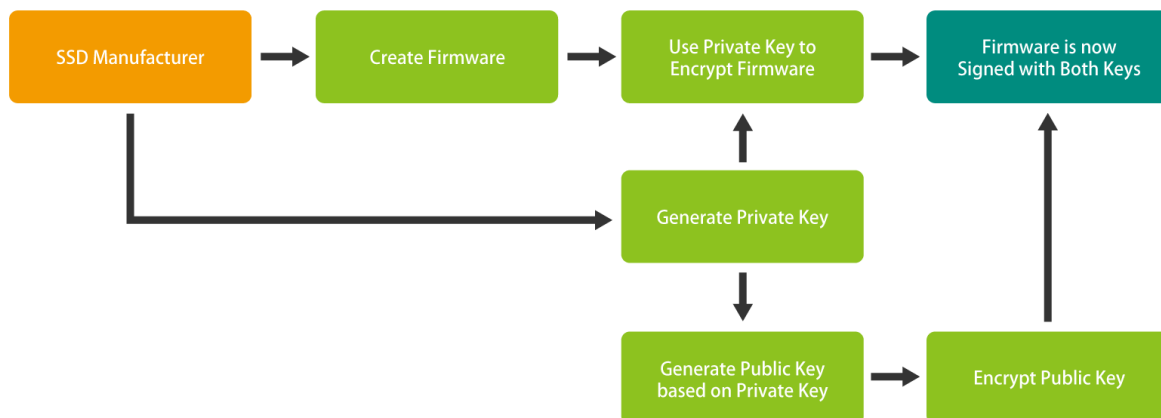 SSD Manufacturer
Create Firmware
Use Private Key to
Encrypt Firmware
Firmware is now
Signed with Both Keys
Generate Private Key
Generate Public Key
based on Private Key
Encrypt Public Key